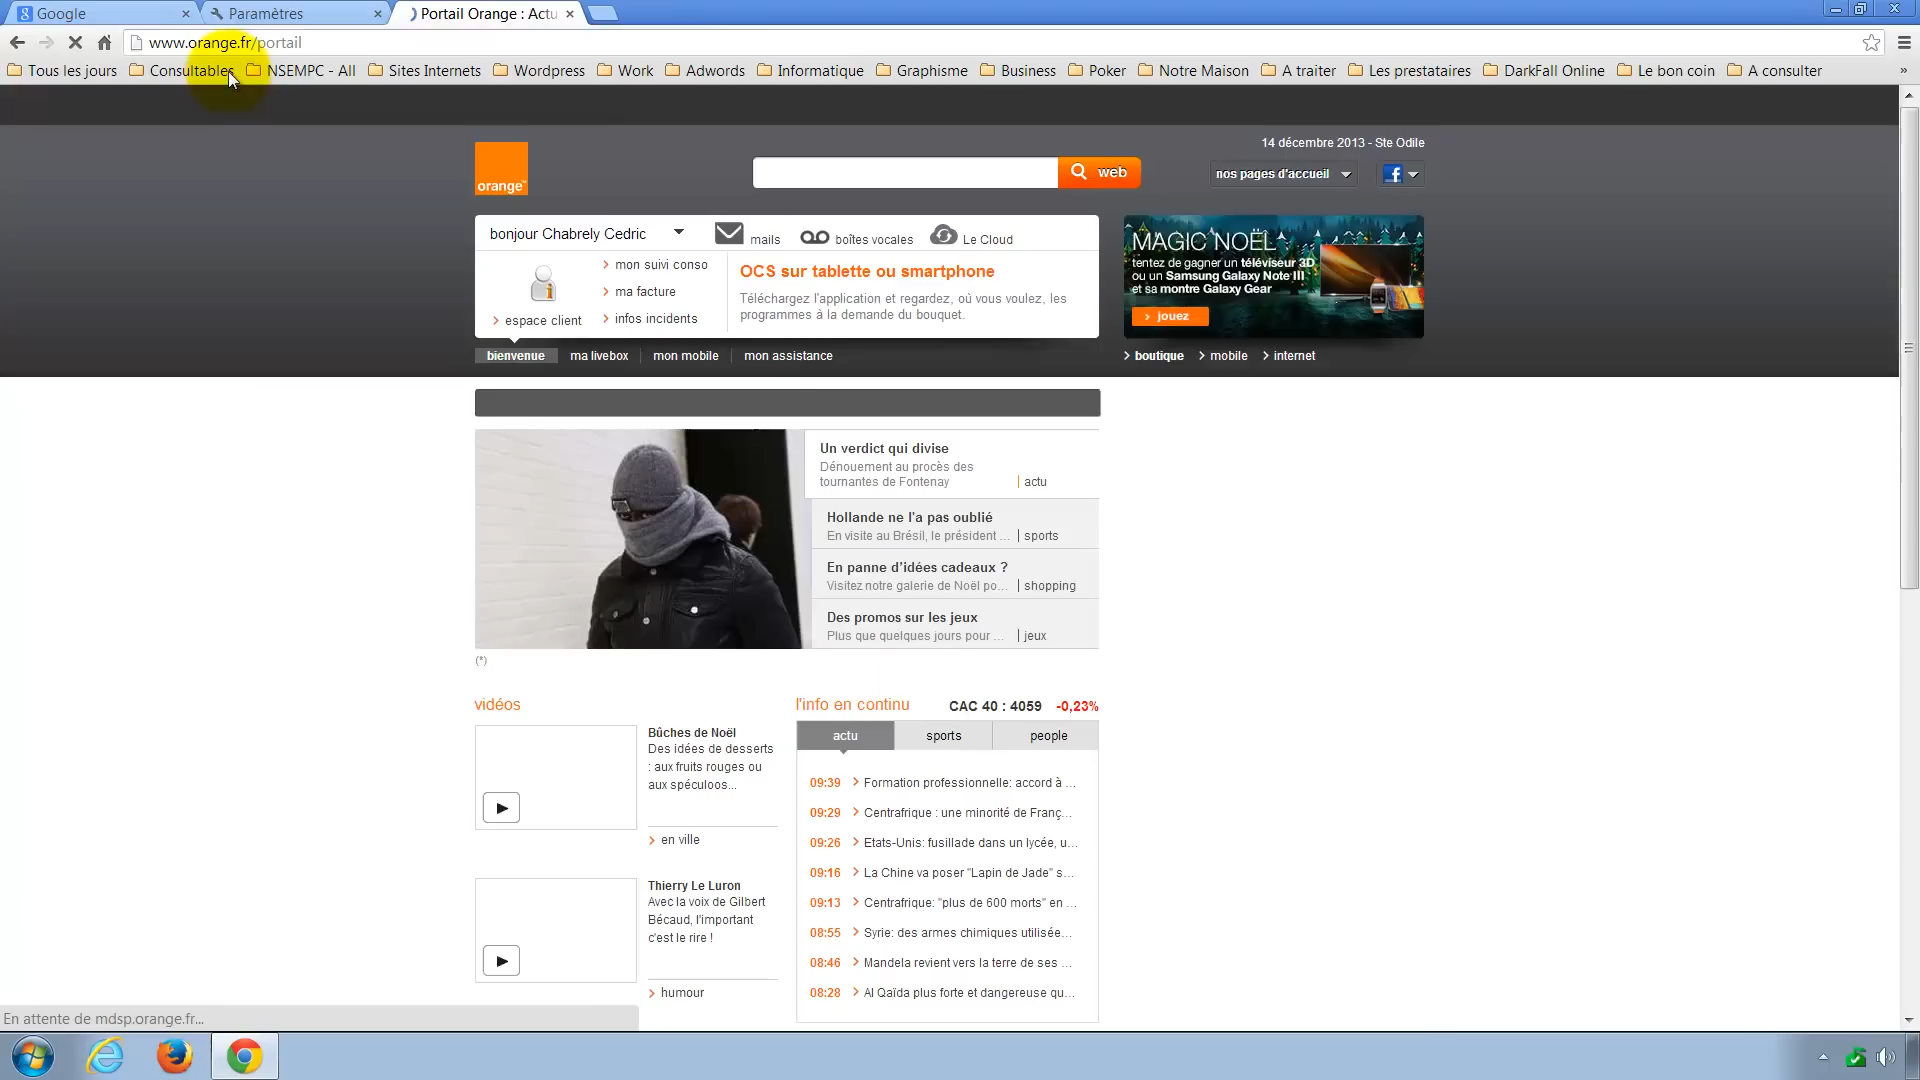 Google
Paramètres
Portail Orange : Actu
www.orange.fr/portail
Tous les jours
Consultables
NSEMPC - All
Sites Internets
Wordpress
Work
Adwords
Informatique
Graphisme
Business
Poker
Notre Maison
A traiter
Les prestataires
DarkFall Online
Le bon coin
A consulter
»
14 décembre 2013 - Ste Odile
orange™
web
nos pages d'accueil
bonjour Chabrely Cedric
mails
boîtes vocales
Le Cloud
mon suivi conso
ma facture
infos incidents
espace client
OCS sur tablette ou smartphone
Téléchargez l'application et regardez, où vous voulez, les
programmes à la demande du bouquet.
MAGIC NOËL
tentez de gagner un téléviseur 3D
ou un Samsung Galaxy Note III
et sa montre Galaxy Gear
jouez
bienvenue
ma livebox
mon mobile
mon assistance
boutique
mobile
internet
Un verdict qui divise
Dénouement au procès des
tournantes de Fontenay
actu
Hollande ne l'a pas oublié
En visite au Brésil, le président ...
sports
En panne d'idées cadeaux ?
Visitez notre galerie de Noël po...
shopping
Des promos sur les jeux
Plus que quelques jours pour ...
jeux
(*)
vidéos
Bûches de Noël
Des idées de desserts
: aux fruits rouges ou
aux spéculoos...
en ville
Thierry Le Luron
Avec la voix de Gilbert
Bécaud, l'important
c'est le rire !
humour
l'info en continu
CAC 40 : 4059 -0,23%
actu
sports
people
09:39 Formation professionnelle: accord à ...
09:29 Centrafrique : une minorité de Franç...
09:26 Etats-Unis: fusillade dans un lycée, u...
09:16 La Chine va poser "Lapin de Jade" s...
09:13 Centrafrique: "plus de 600 morts" en ...
08:55 Syrie: des armes chimiques utilisée...
08:46 Mandela revient vers la terre de ses ...
08:28 Al Qaïda plus forte et dangereuse qu...
En attente de mdsp.orange.fr...